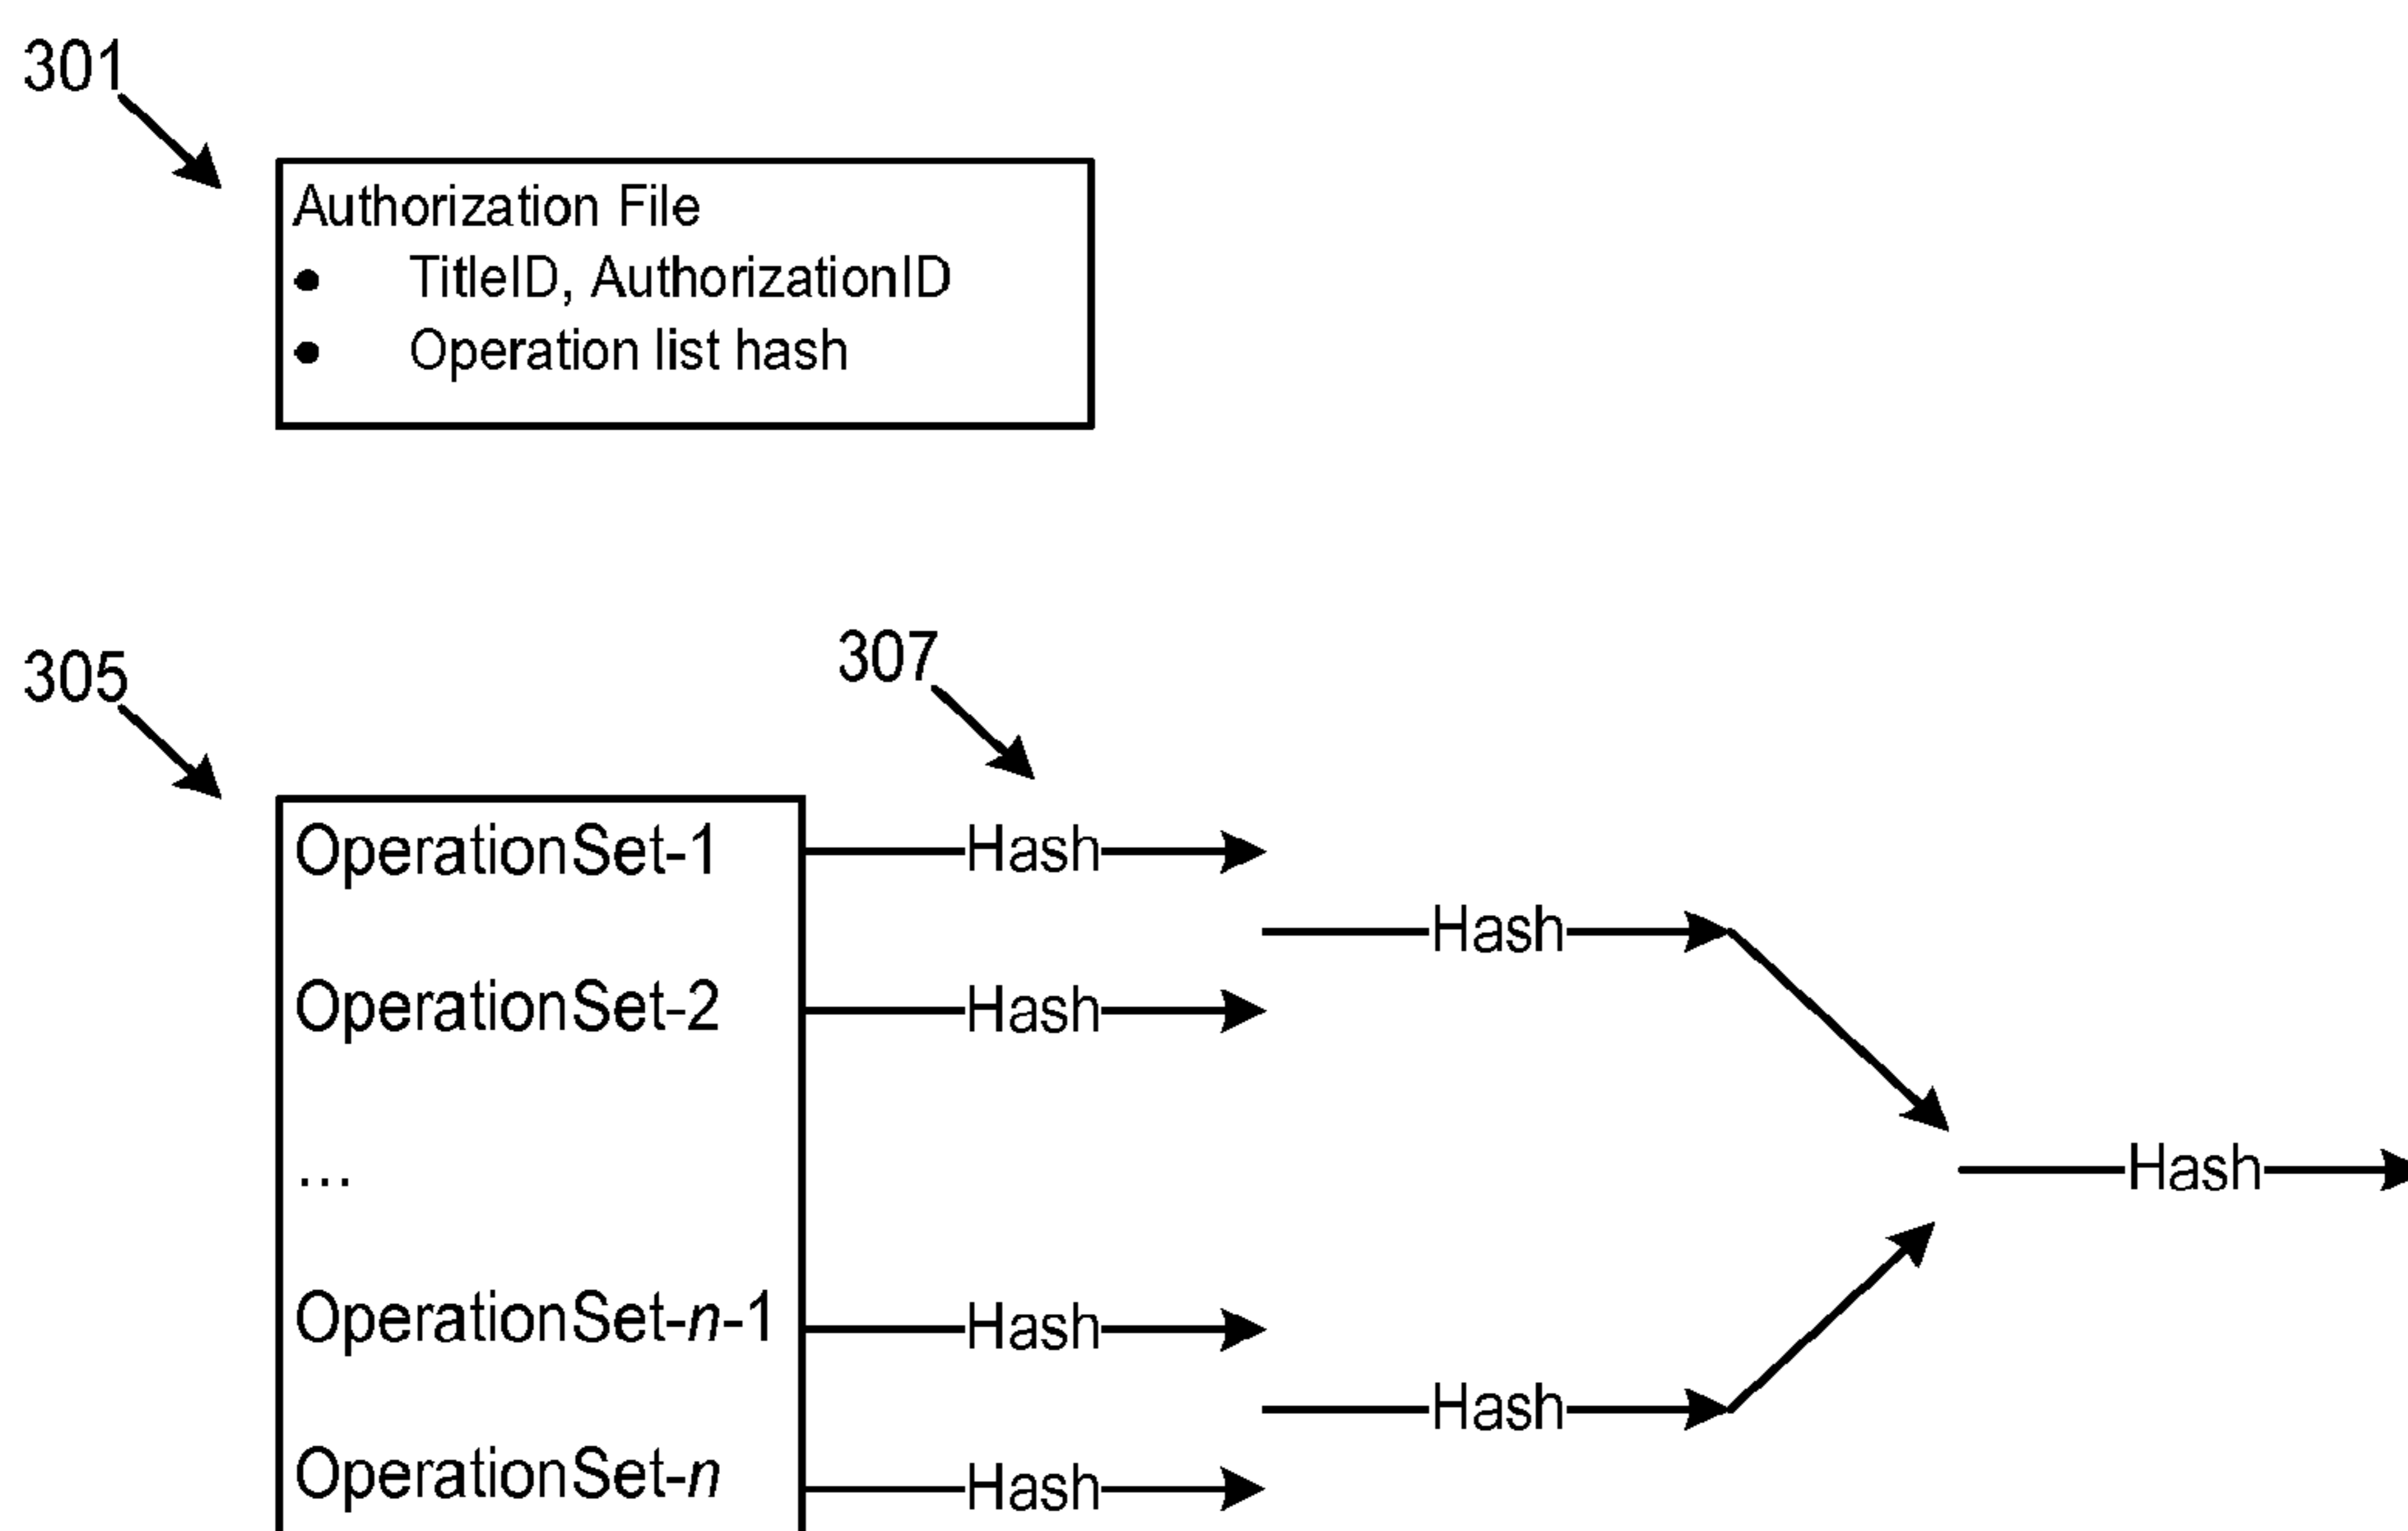 301
Authorization File
• TitleID, AuthorizationID
• Operation list hash
305
307
OperationSet-1
Hash
Hash
OperationSet-2
Hash
...
Hash
OperationSet-n-1
Hash
Hash
OperationSet-n
Hash